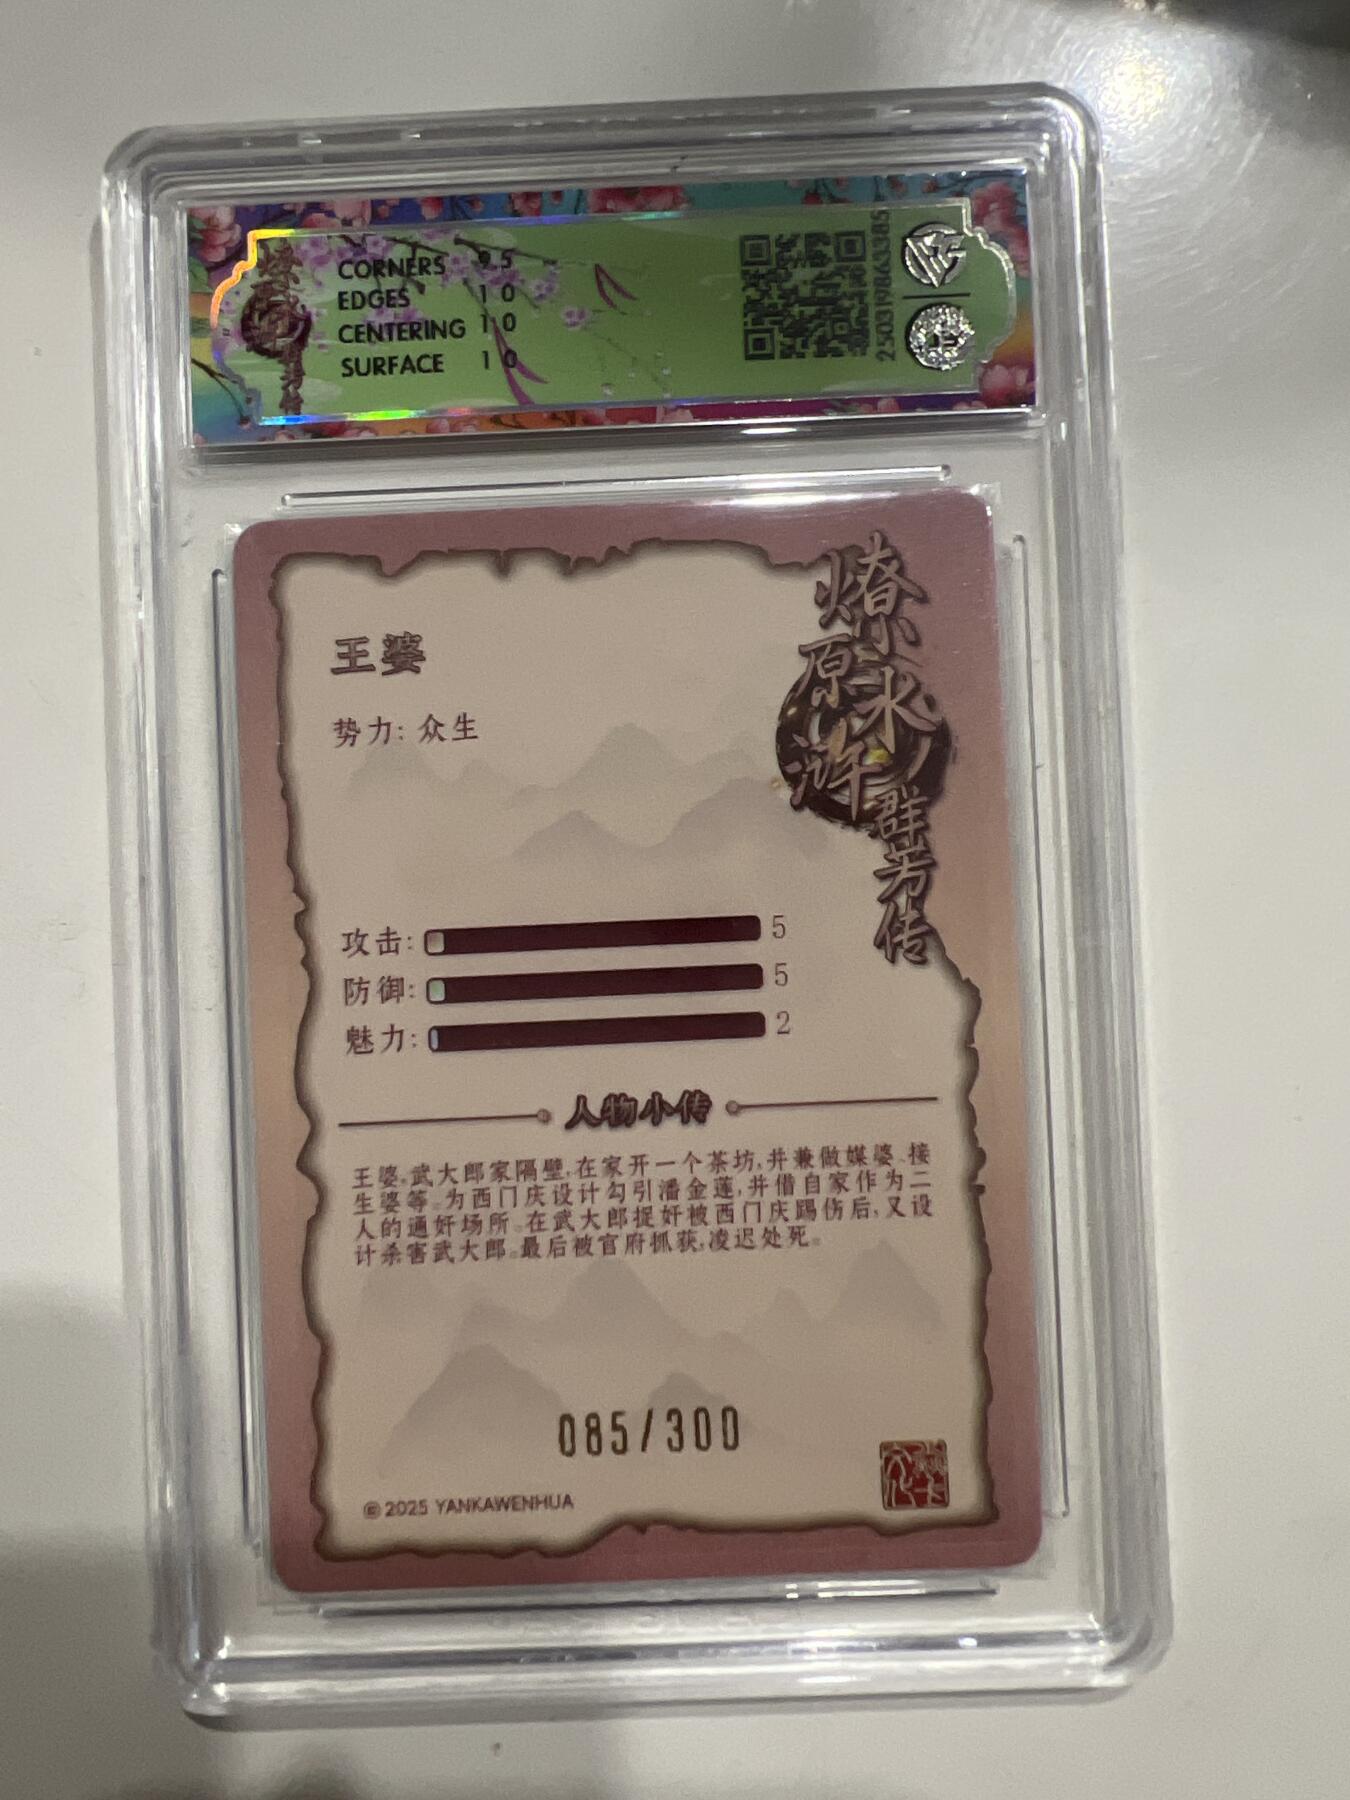 CORNERS 9.5
EDGES 10
CENTERING 10
SURFACE 10
燎原水浒
群芳传
王婆
势力: 众生
攻击: 5
防御: 5
魅力: 2
人物小传
王婆,武大郎家隔壁,在家开一个茶坊,并兼做媒婆、接
生婆等。为西门庆设计勾引潘金莲,并借自家作为二
人的通奸场所。在武大郎捉奸被西门庆踢伤后,又设
计杀害武大郎。最后被官府抓获,凌迟处死。
085/300
© 2025 YANKAWENHUA